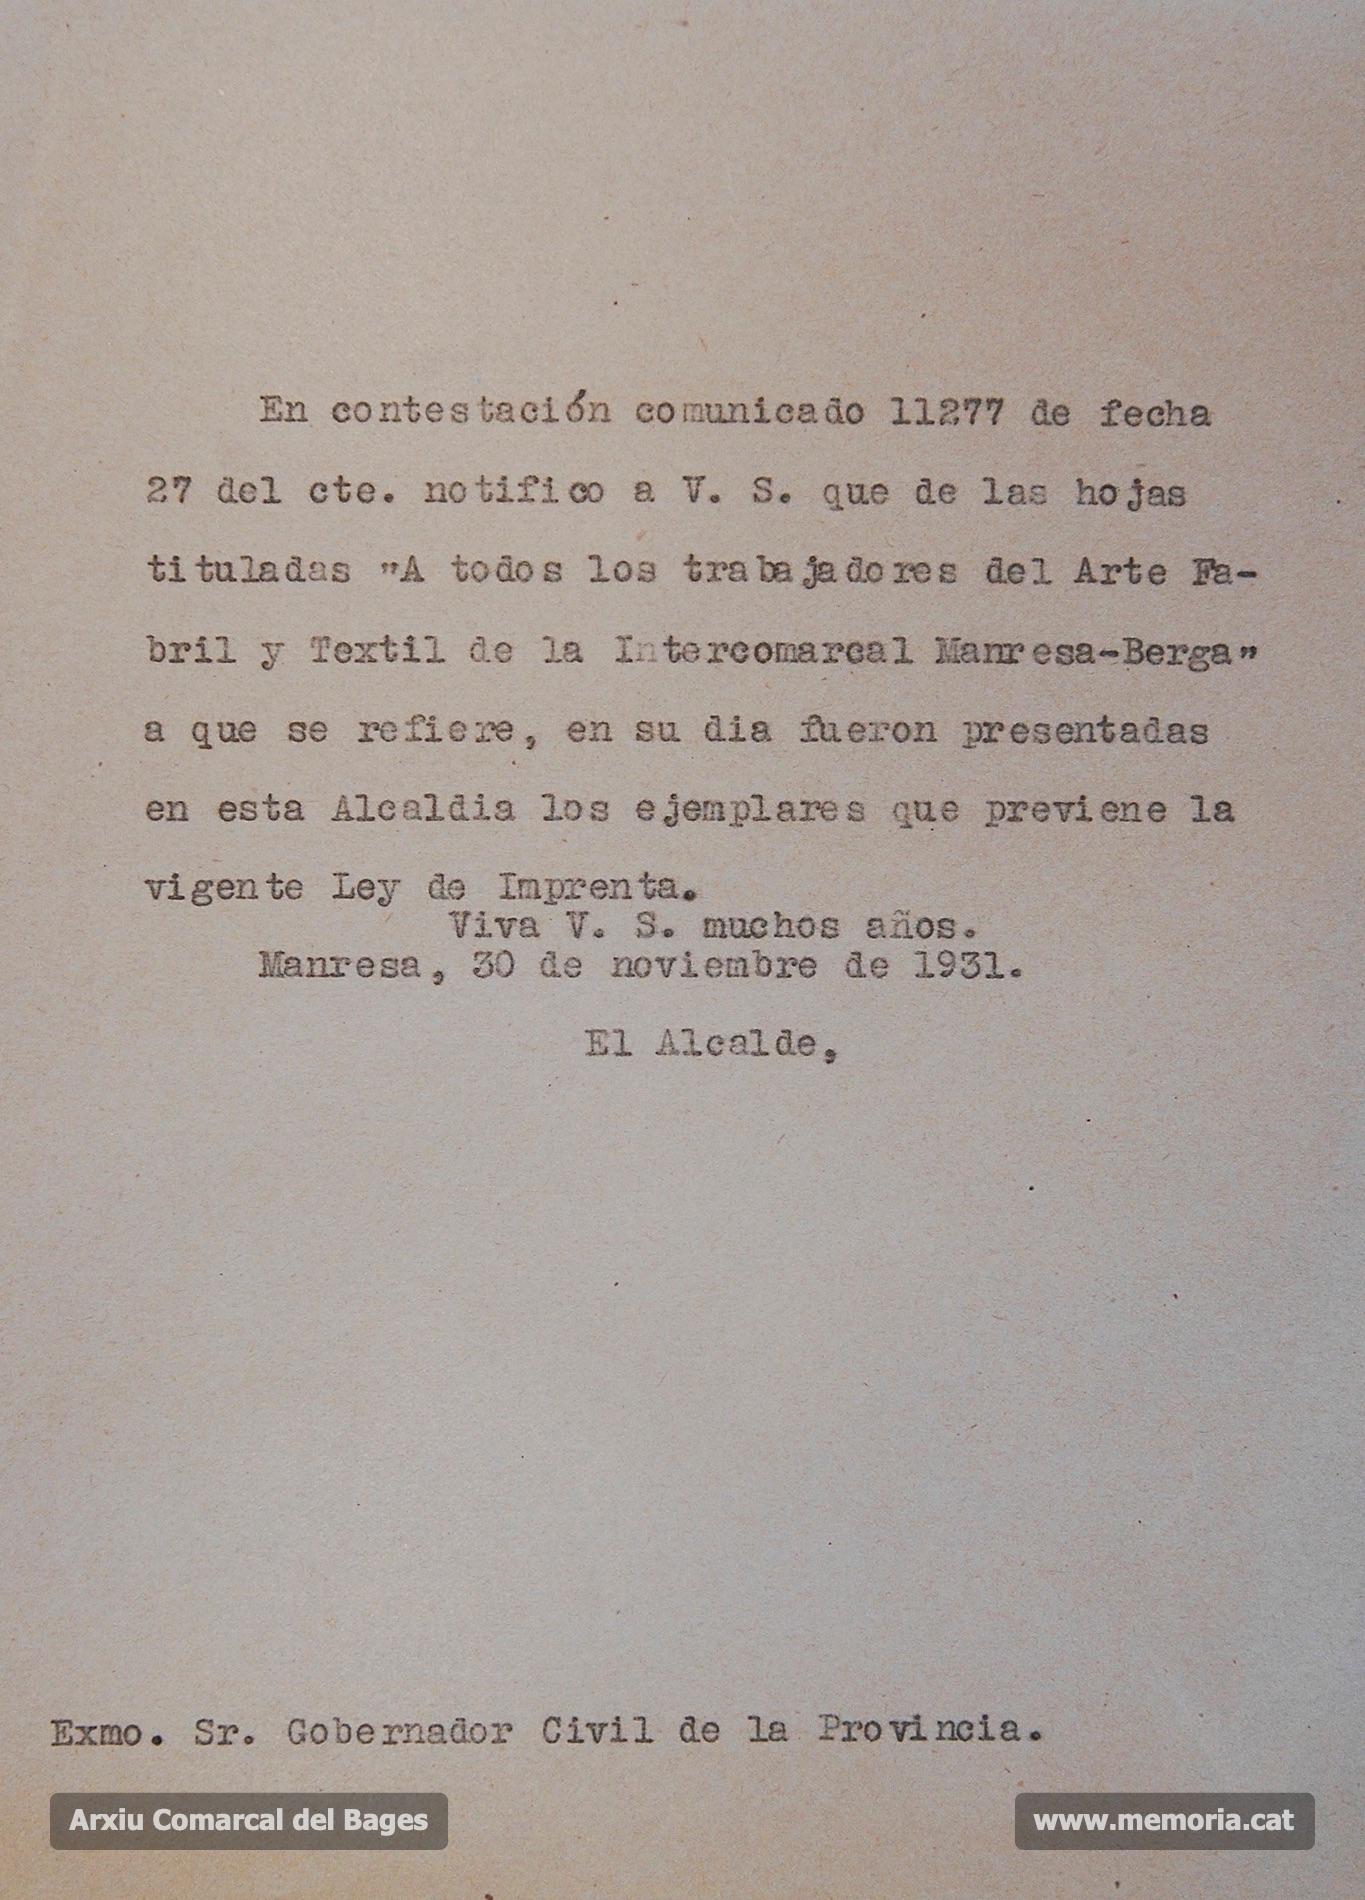 En contestación comunicado 11277 de fecha
27 del cte. notifico a V. S. que de las hojas
tituladas "A todos los trabajadores del Arte Fa-
bril y Textil de la Intercomarcal Manresa-Berga"
a que se refiere, en su dia fueron presentadas
en esta Alcaldia los ejemplares que previene la
vigente Ley de Imprenta.
Viva V. S. muchos años.
Manresa, 30 de noviembre de 1931.
El Alcalde,
Exmo. Sr. Gobernador Civil de la Provincia.
Arxiu Comarcal del Bages
www.memoria.cat